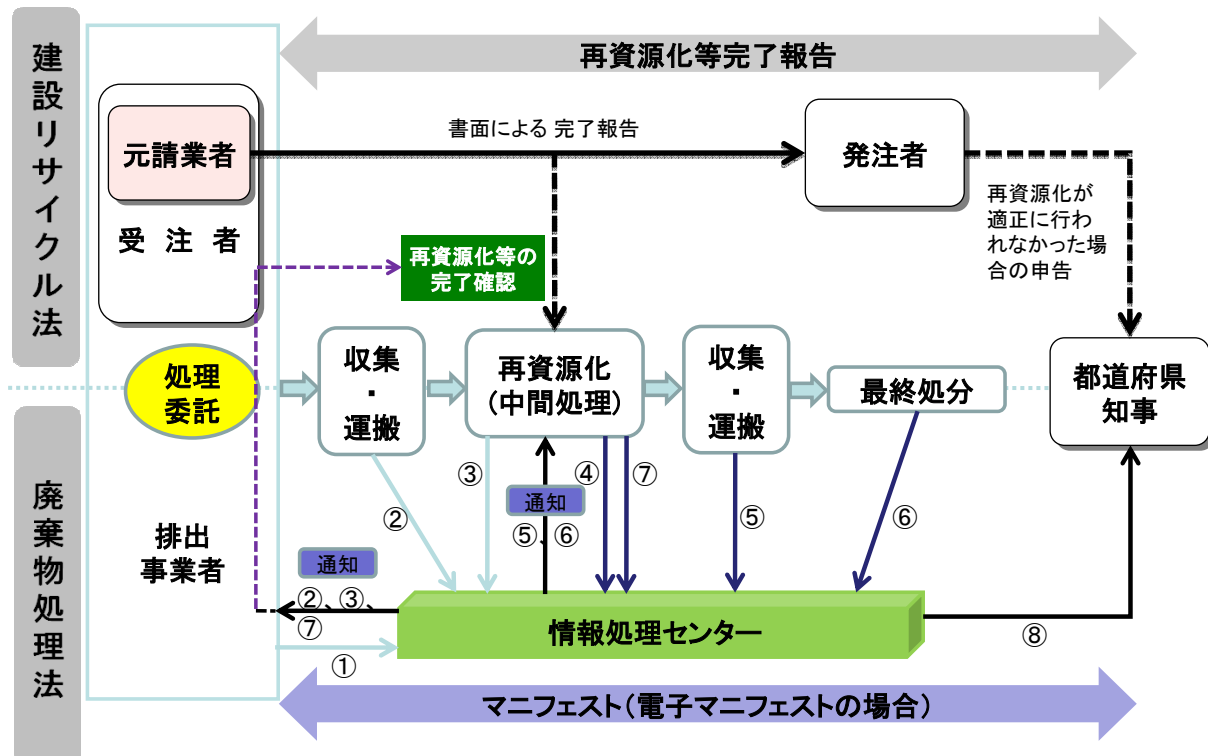 建設リサイクル法
再資源化等完了報告
元請業者
受注者
書面による 完了報告
発注者
再資源化が
適正に行わ
れなかった場
合の申告
再資源化等の
完了確認
処理
委託
収集
・
運搬
再資源化
(中間処理)
収集
・
運搬
最終処分
都道府県
知事
廃棄物処理法
排出
事業者
通知
②、③、
⑦
①
②
③
通知
⑤、⑥
④
⑦
⑤
⑥
⑧
情報処理センター
マニフェスト(電子マニフェストの場合)